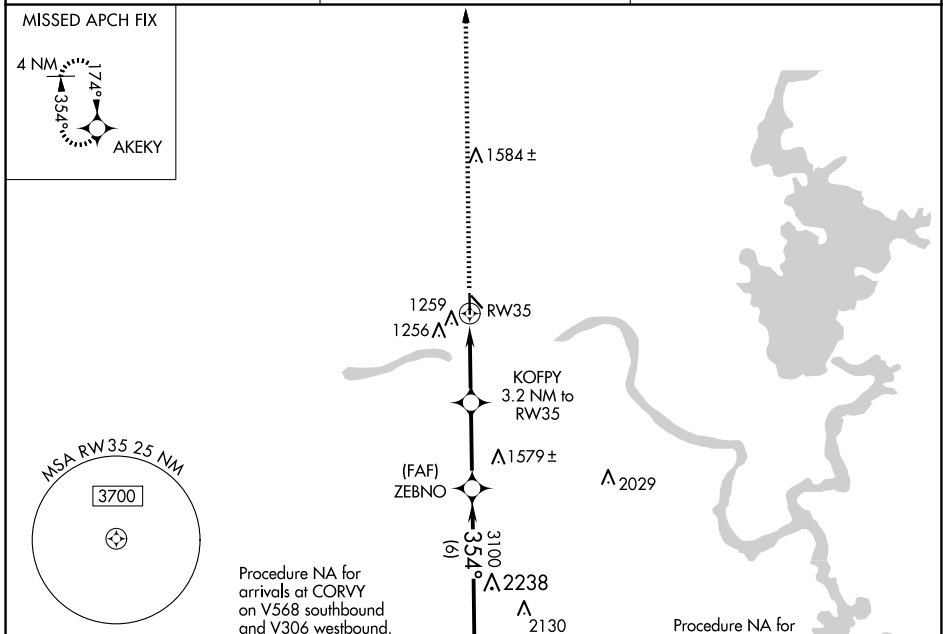 MISSED APCH FIX
4 NM
174°
354°
AKEKY
1584 ±
1259
RW35
1256
KOFPY
3.2 NM to
RW35
MSA RW35 25 NM
3700
1579 ±
(FAF)
ZEBNO
2029
3100
354°
(6)
2238
2130
Procedure NA for
arrivals at CORVY
on V568 southbound
and V306 westbound.
Procedure NA for